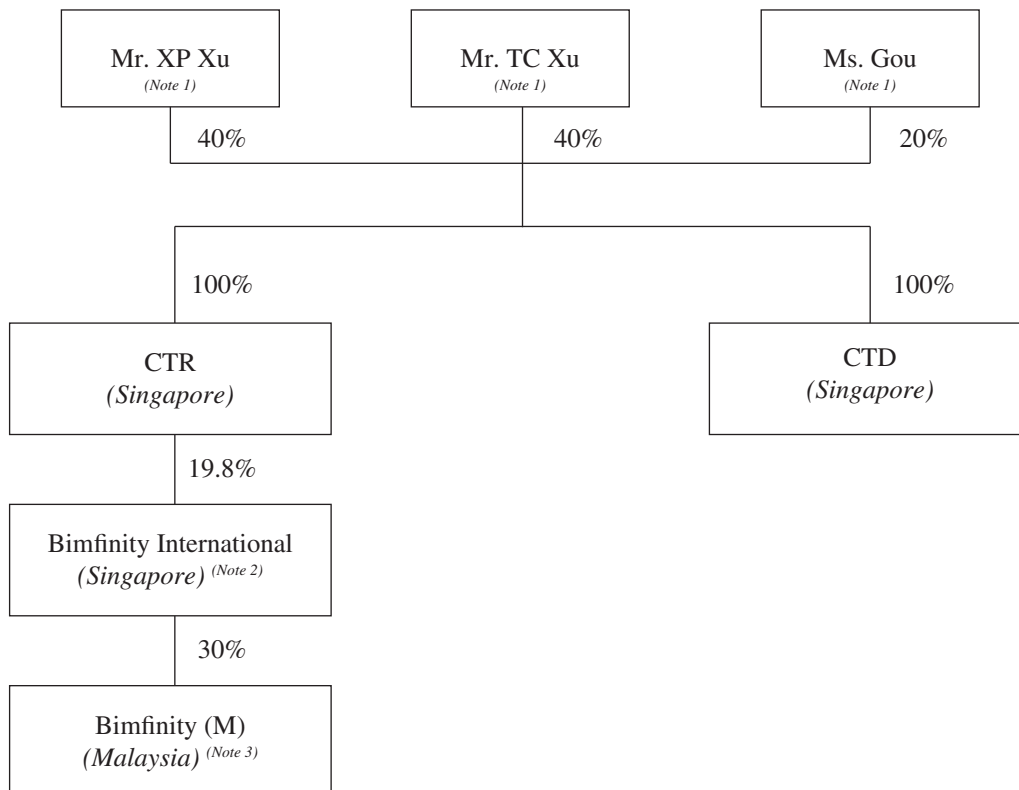 Mr. XP Xu
(Note 1)
Mr. TC Xu
(Note 1)
Ms. Gou
(Note 1)
40%
40%
20%
100%
100%
CTR
(Singapore)
CTD
(Singapore)
19.8%
Bimfinity International
(Singapore) (Note 2)
30%
Bimfinity (M)
(Malaysia) (Note 3)